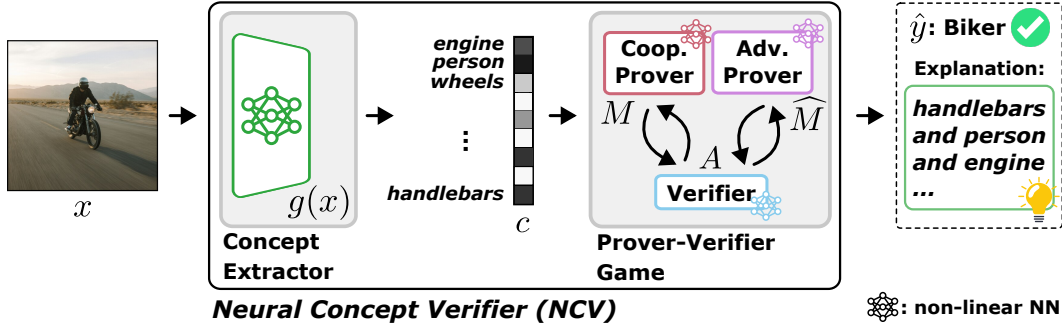 x
g(x)
Concept
Extractor
engine
person
wheels
...
handlebars
c
Coop.
Prover
Adv.
Prover
M
A
M̂
Verifier
Prover-Verifier
Game
Neural Concept Verifier (NCV)
ŷ: Biker
Explanation:
handlebars
and person
and engine
...
: non-linear NN